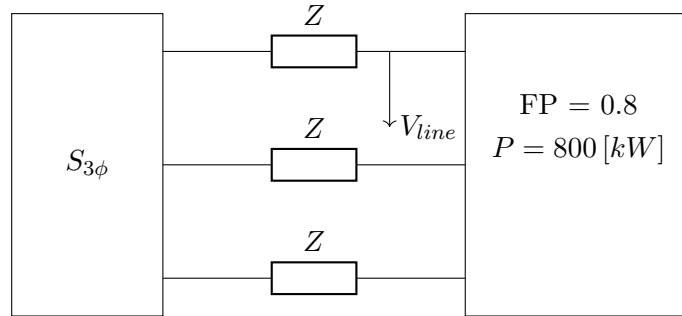 Z
Z
Z
S_{3ϕ}
V_{line}
FP = 0.8
P = 800 [kW]